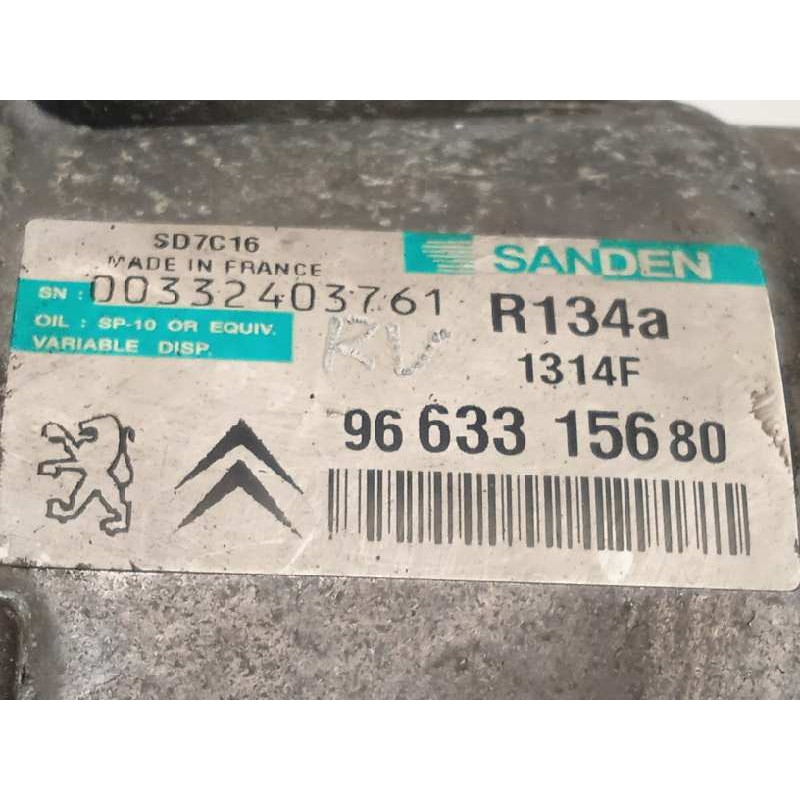 SD7C16
MADE IN FRANCE
SANDEN
SN: 00332403761
R134a
OIL : SP-10 OR EQUIV.
VARIABLE DISP.
RV
1314F
96 633 156 80